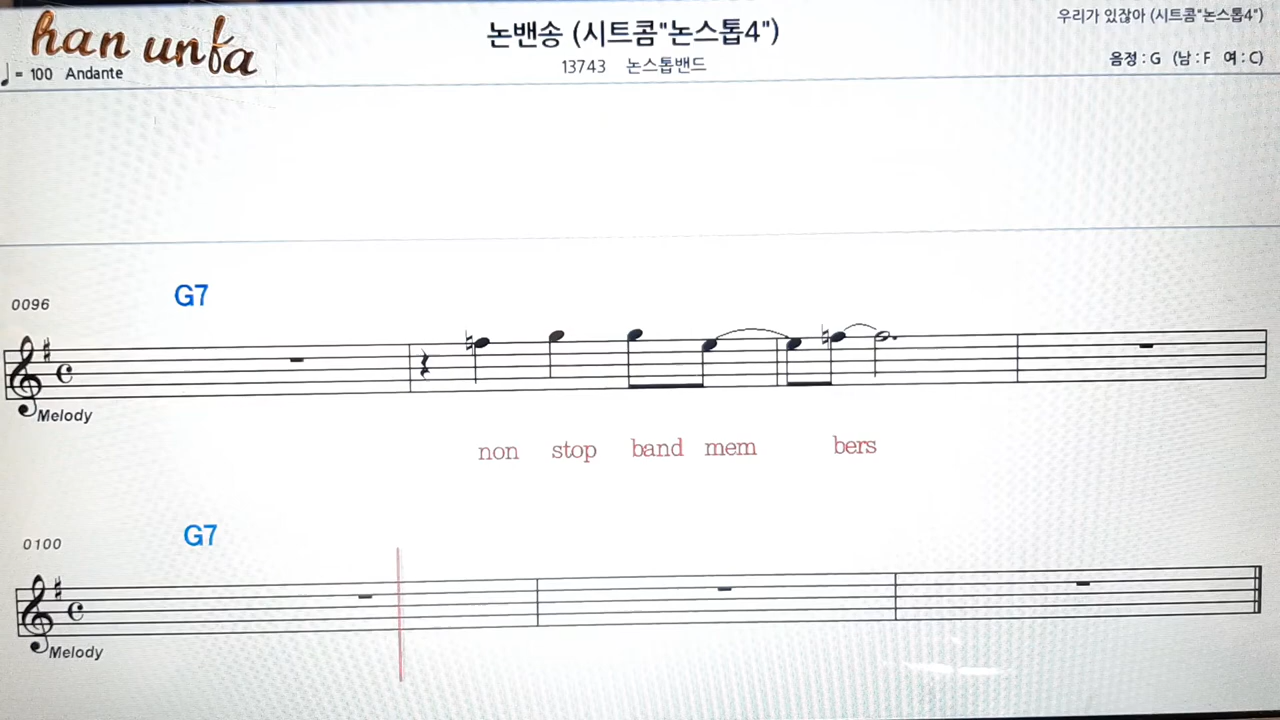 han unfa
♩= 100 Andante
논밴송 (시트콤"논스톱4")
13743 논스톱밴드
우리가 있잖아 (시트콤"논스톱4")
음정 : G (남 : F 여 : C)
0096
G7
Melody
non stop band mem bers
0100
G7
Melody